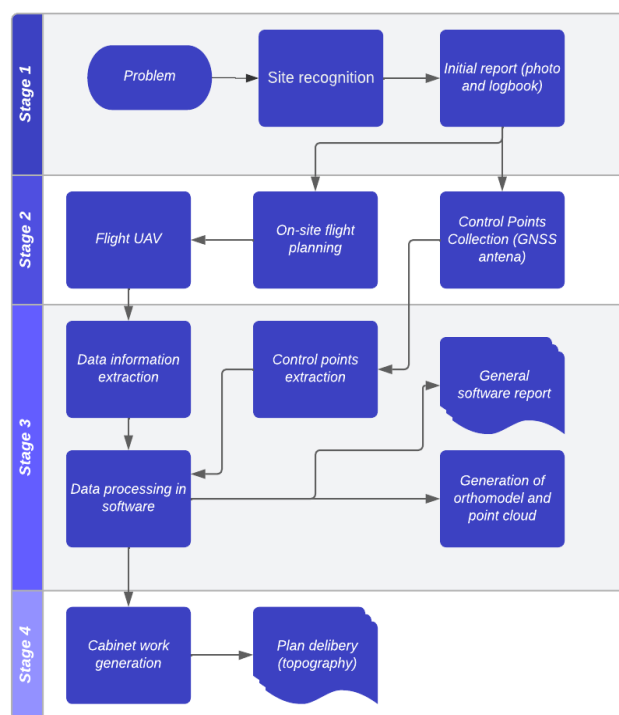 Stage 1
Problem
Site recognition
Initial report (photo
and logbook)
Stage 2
Flight UAV
On-site flight
planning
Control Points
Collection (GNSS
antena)
Stage 3
Data information
extraction
Control points
extraction
General
software report
Data processing in
software
Generation of
orthomodel and
point cloud
Stage 4
Cabinet work
generation
Plan delibery
(topography)